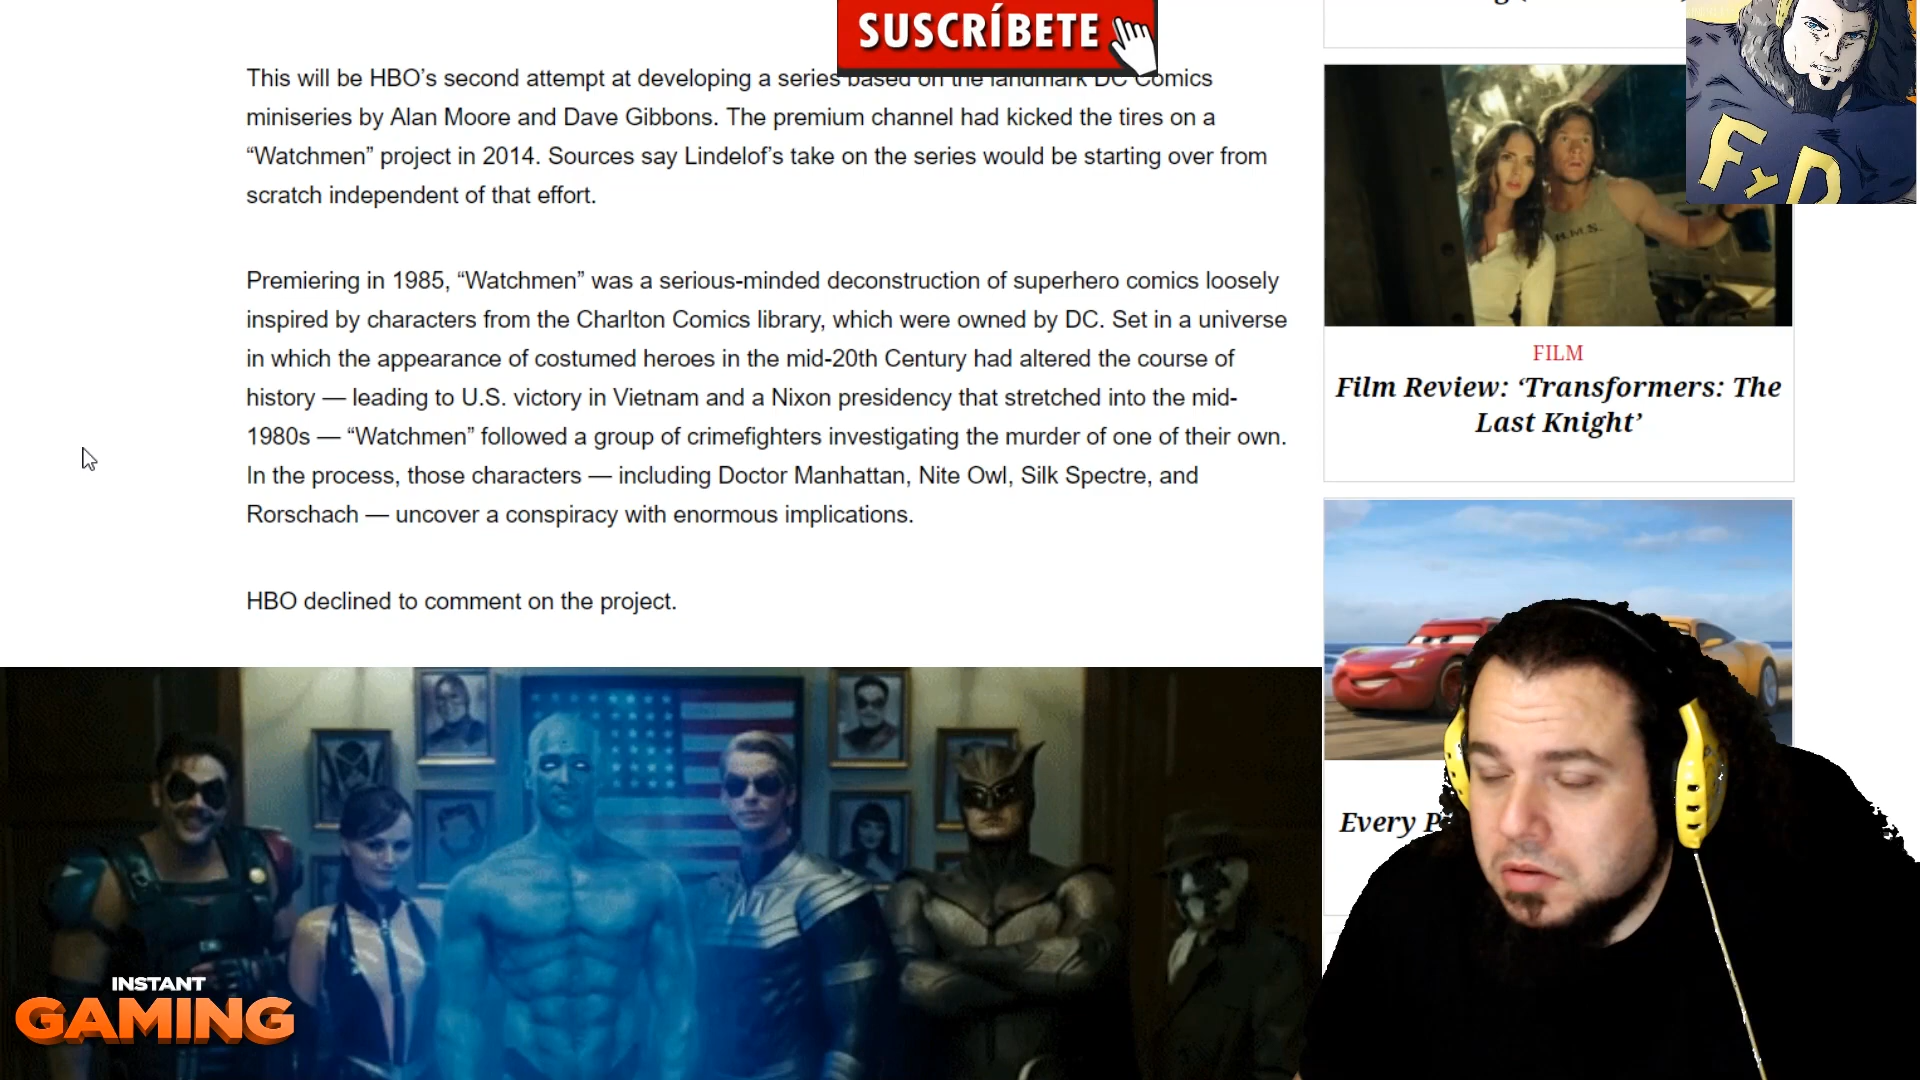 SUSCRÍBETE
This will be HBO’s second attempt at developing a series based on the landmark DC Comics
miniseries by Alan Moore and Dave Gibbons. The premium channel had kicked the tires on a
“Watchmen” project in 2014. Sources say Lindelof’s take on the series would be starting over from
scratch independent of that effort.
Premiering in 1985, “Watchmen” was a serious-minded deconstruction of superhero comics loosely
inspired by characters from the Charlton Comics library, which were owned by DC. Set in a universe
in which the appearance of costumed heroes in the mid-20th Century had altered the course of
history — leading to U.S. victory in Vietnam and a Nixon presidency that stretched into the mid-
1980s — “Watchmen” followed a group of crimefighters investigating the murder of one of their own.
In the process, those characters — including Doctor Manhattan, Nite Owl, Silk Spectre, and
Rorschach — uncover a conspiracy with enormous implications.
HBO declined to comment on the project.
INSTANT
GAMING
FyD
FILM
Film Review: ‘Transformers: The
Last Knight’
Every